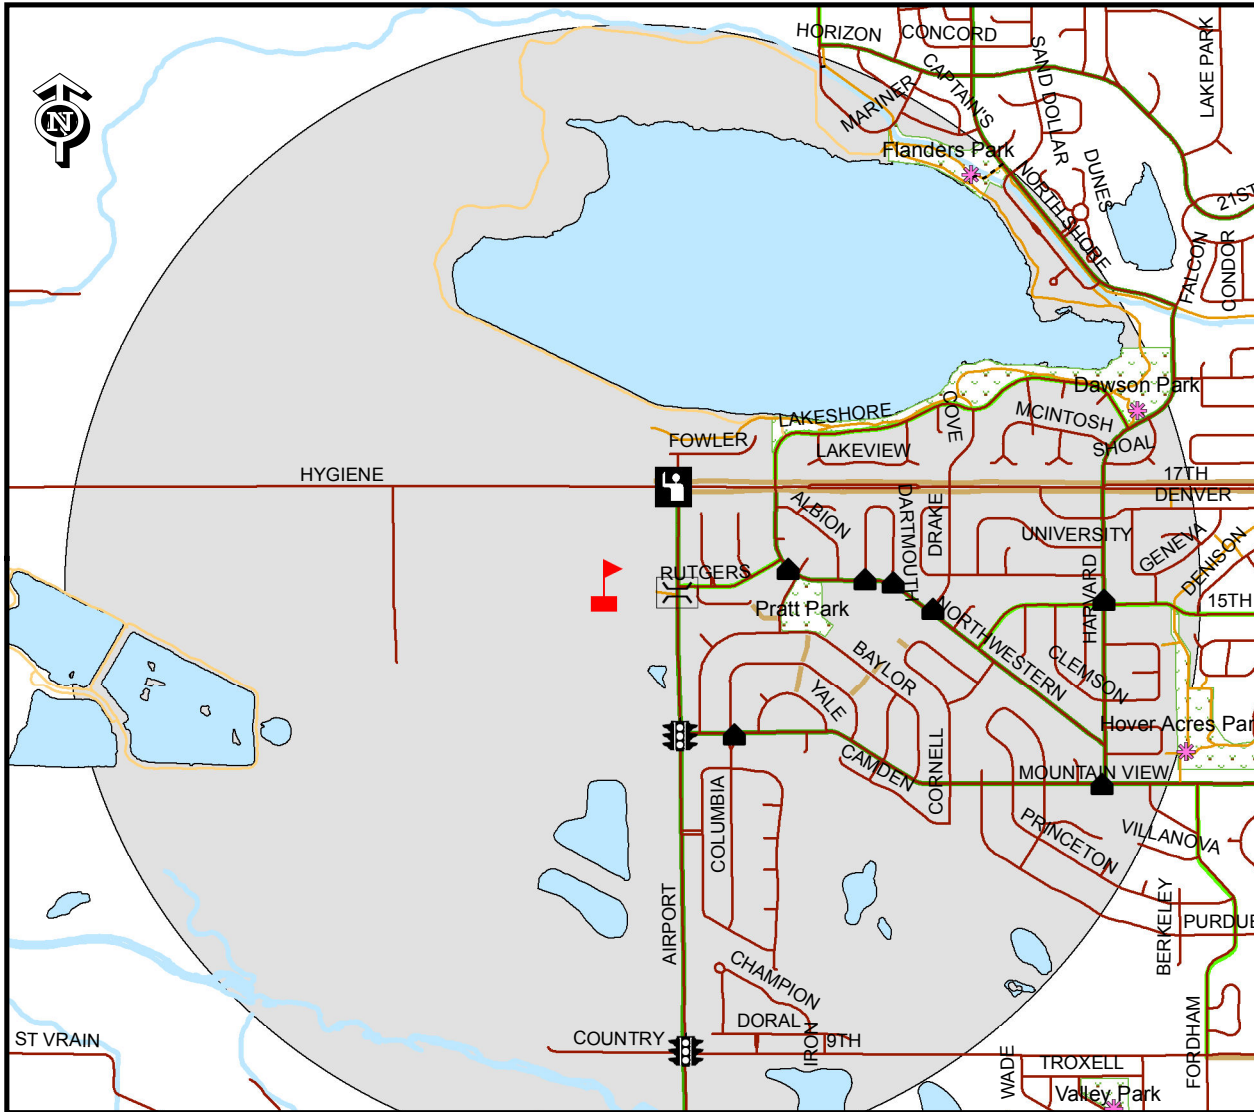 HORIZON
CONCORD
LAKE PARK
SAND DOLLAR
CAPTAIN'S
MARINER
N
Flanders Park
DUNES
NORTH SHORE
21ST
FALCON
CONDOR
Dawson Park
COVE
LAKESHORE
MCINTOSH
FOWLER
LAKEVIEW
SHOAL
HYGIENE
17TH
DENVER
ALBION
DARTMOUTH
DRAKE
UNIVERSITY
GENEVA
DENISON
RUTGERS
HARVARD
Pratt Park
NORTHWESTERN
15TH
BAYLOR
CLEMSON
YALE
Hover Acres Par
CAMDEN
CORNELL
MOUNTAIN VIEW
COLUMBIA
PRINCETON
VILLANOVA
AIRPORT
BERKELEY
PURDUE
CHAMPION
DORAL
IRON
ST VRAIN
COUNTRY
9TH
WADE
TROXELL
FORDHAM
Valley Park